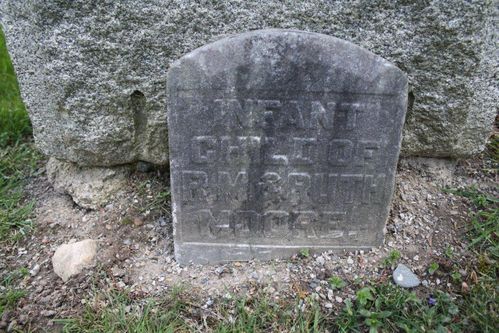 INFANT
CHILD OF
R.M. & RUTH
MOORE.